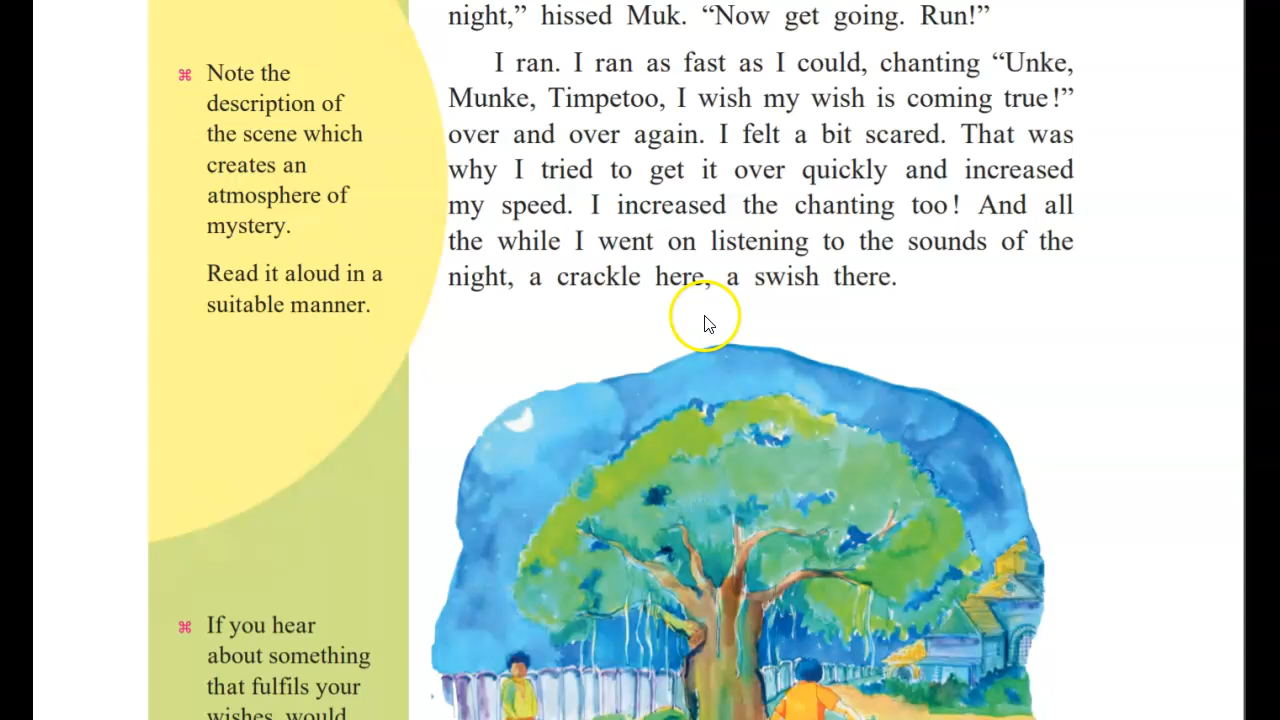 night,” hissed Muk. “Now get going. Run!”
I ran. I ran as fast as I could, chanting “Unke,
Munke, Timpetoo, I wish my wish is coming true!”
over and over again. I felt a bit scared. That was
why I tried to get it over quickly and increased
my speed. I increased the chanting too! And all
the while I went on listening to the sounds of the
night, a crackle here, a swish there.
⌘ Note the
description of
the scene which
creates an
atmosphere of
mystery.
Read it aloud in a
suitable manner.
⌘ If you hear
about something
that fulfils your
wishes, would